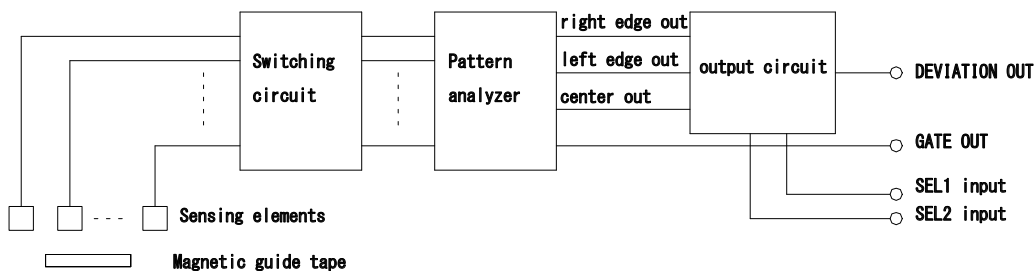 right edge out
Switching
circuit
Pattern
analyzer
left edge out
center out
output circuit
DEVIATION OUT
GATE OUT
SEL1 input
SEL2 input
Sensing elements
Magnetic guide tape